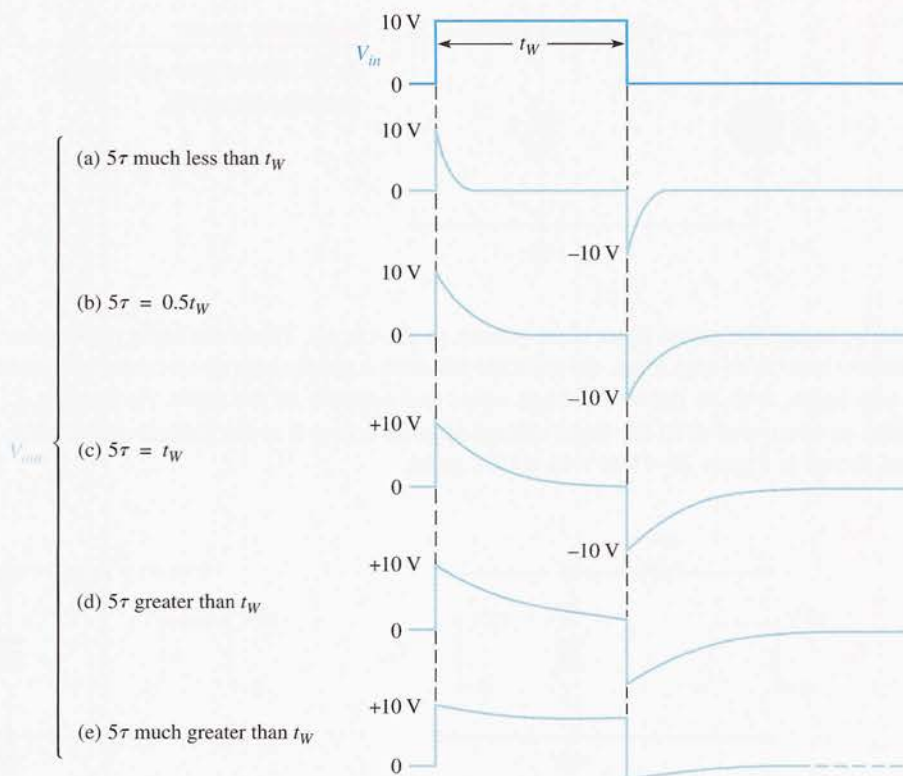 10 V
V_in
t_W
0
10 V
(a) 5τ much less than t_W
0
−10 V
10 V
(b) 5τ = 0.5t_W
0
−10 V
+10 V
V_out
(c) 5τ = t_W
0
−10 V
+10 V
(d) 5τ greater than t_W
0
+10 V
(e) 5τ much greater than t_W
0